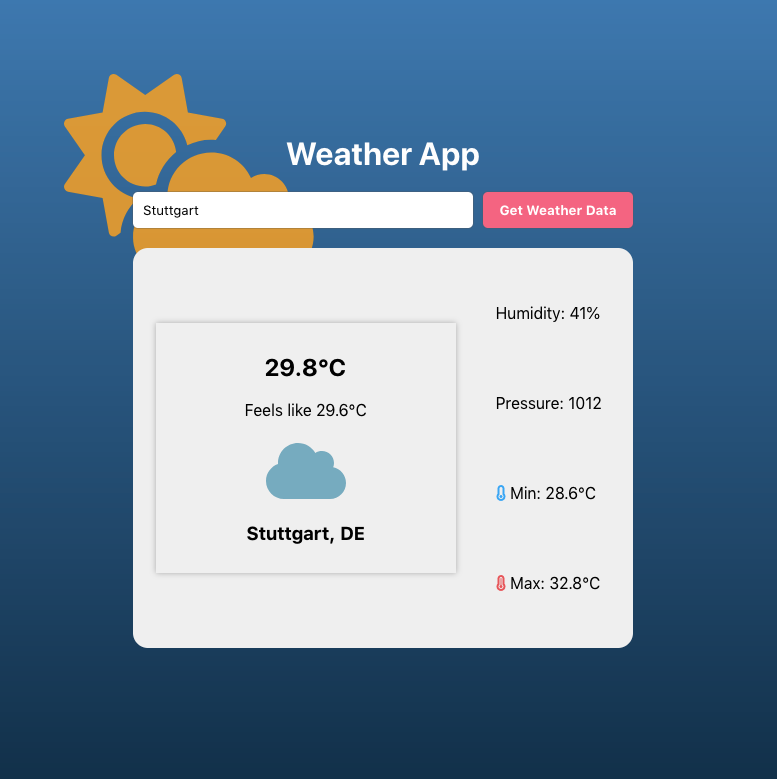 Weather App
Stuttgart
Get Weather Data
29.8°C
Feels like 29.6°C
Stuttgart, DE
Humidity: 41%
Pressure: 1012
Min: 28.6°C
Max: 32.8°C